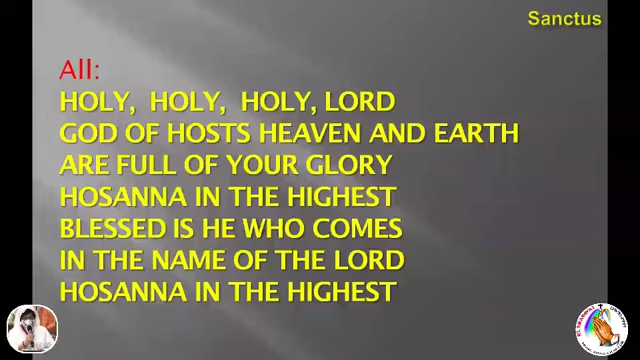 Sanctus
All:
HOLY, HOLY, HOLY, LORD
GOD OF HOSTS HEAVEN AND EARTH
ARE FULL OF YOUR GLORY
HOSANNA IN THE HIGHEST
BLESSED IS HE WHO COMES
IN THE NAME OF THE LORD
HOSANNA IN THE HIGHEST